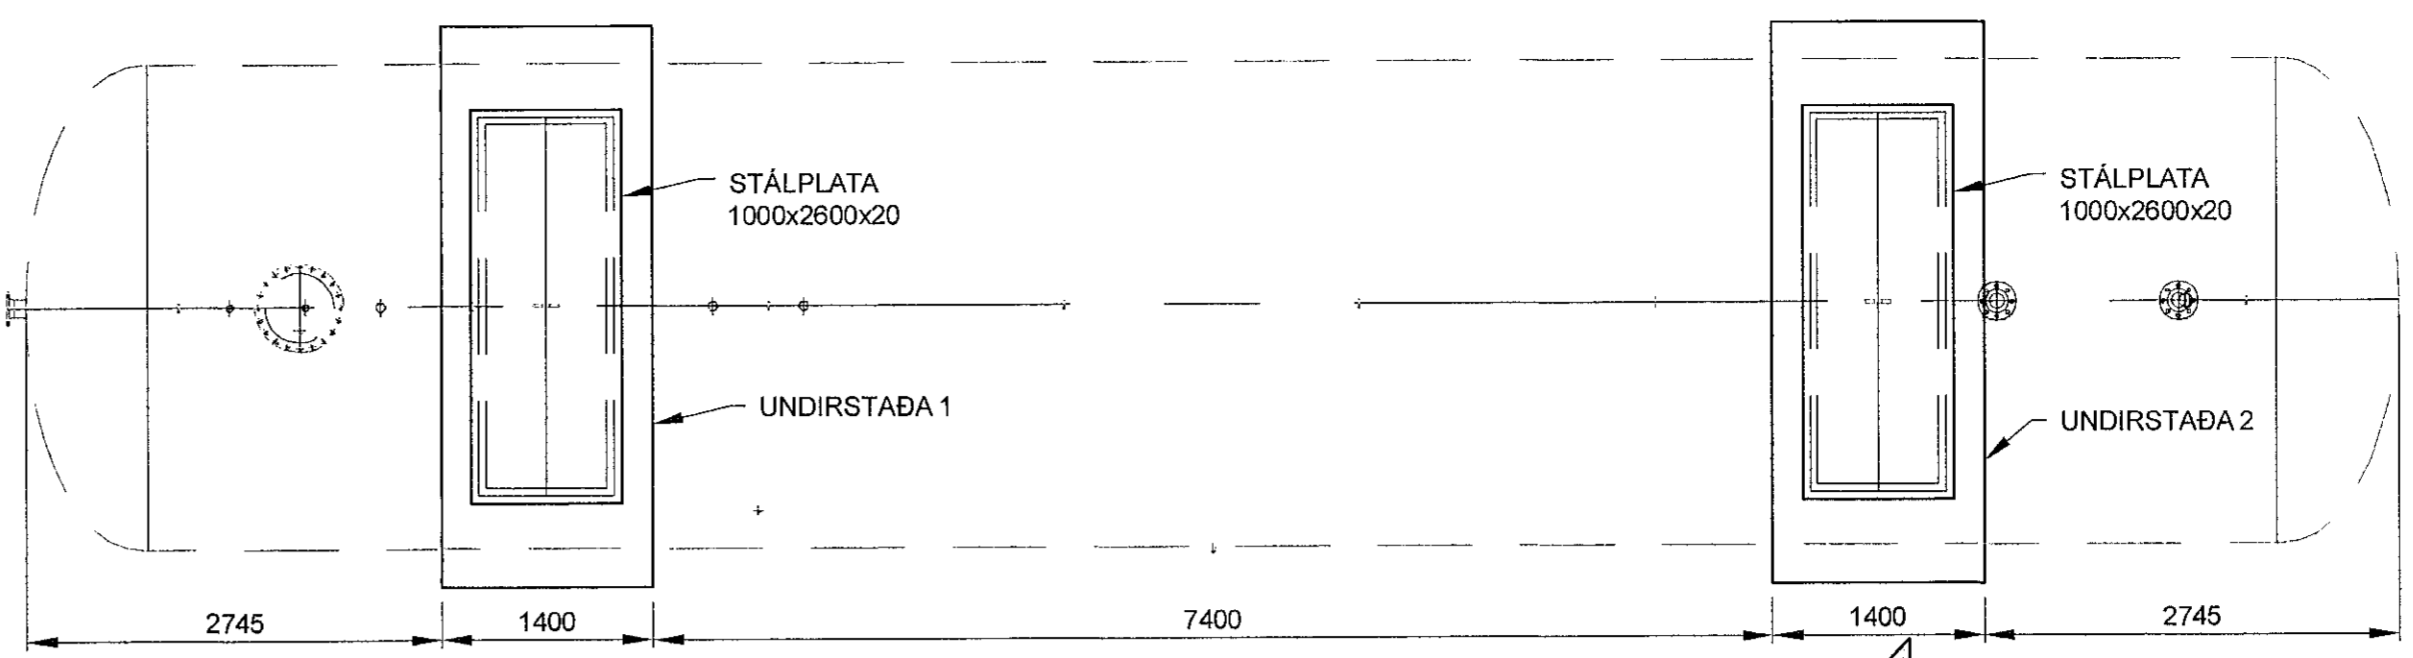 STÁLPLATA
1000x2600x20
STÁLPLATA
1000x2600x20
UNDIRSTAÐA 1
UNDIRSTAÐA 2
2745
1400
7400
1400
2745